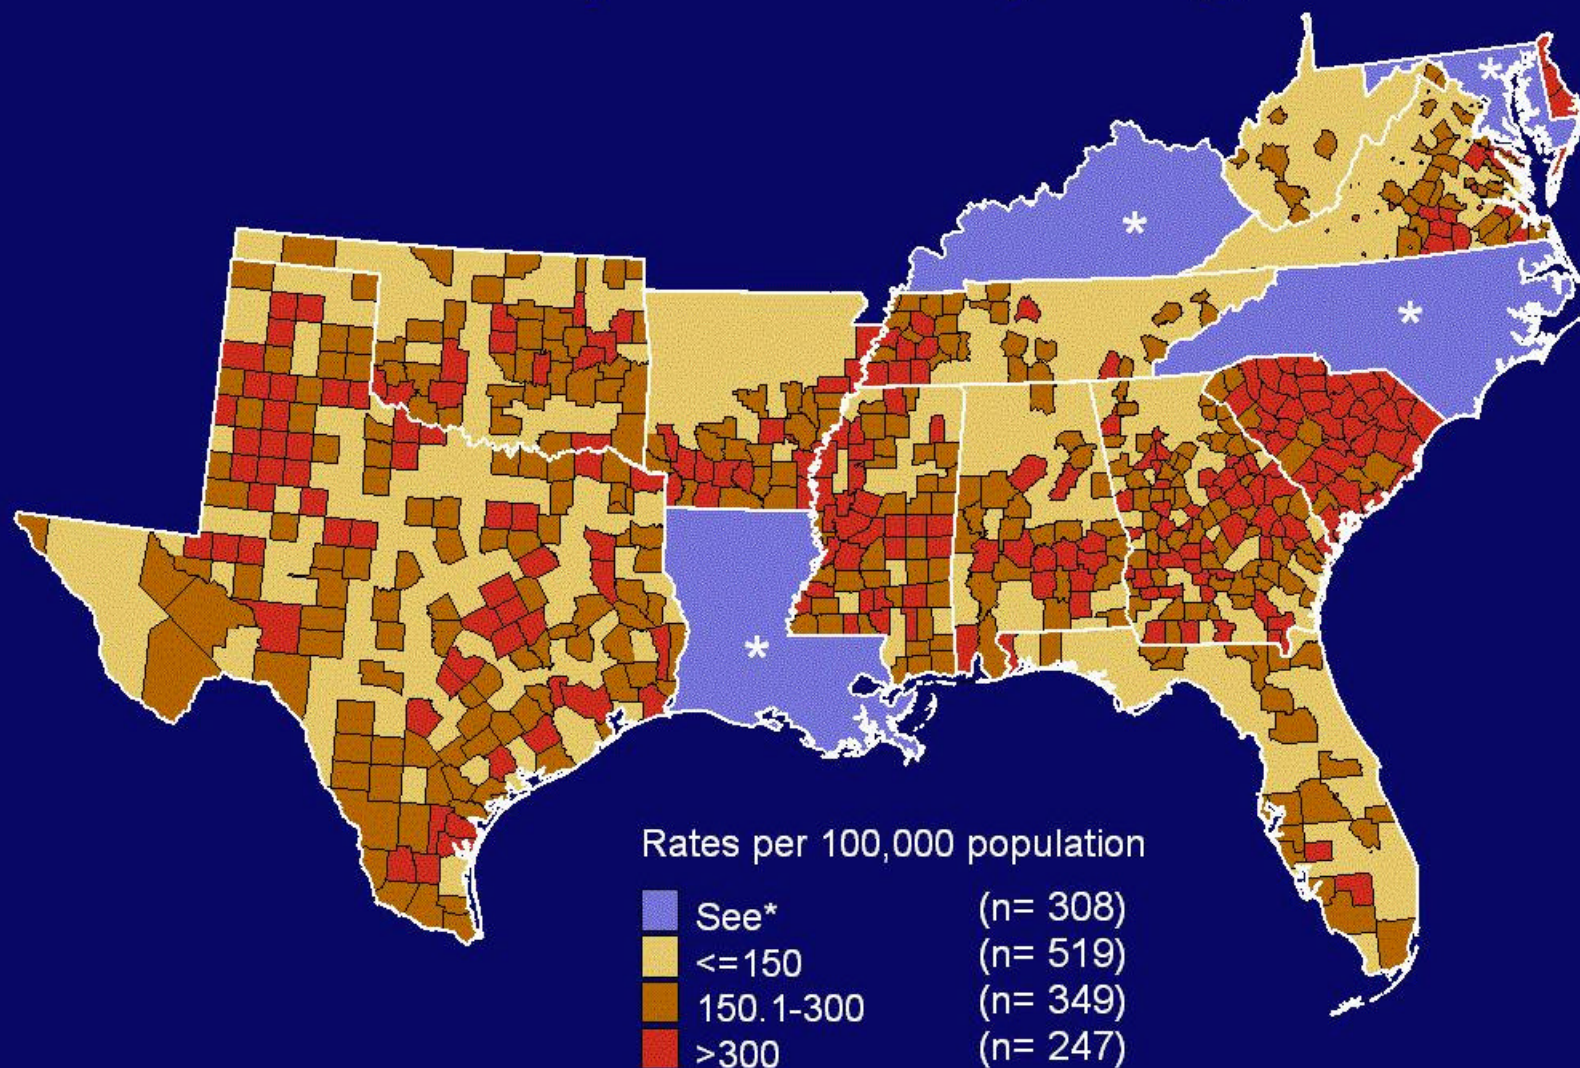 *
*
*
*
Rates per 100,000 population
See* (n= 308)
<=150 (n= 519)
150.1-300 (n= 349)
>300 (n= 247)